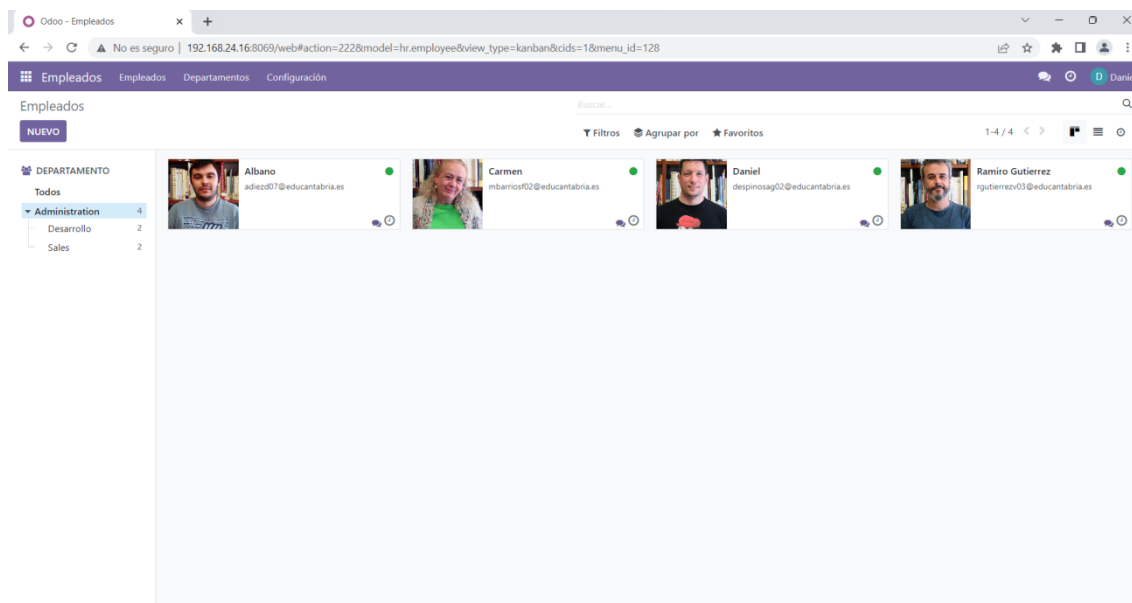 Odoo - Empleados
No es seguro | 192.168.24.16:8069/web#action=222&model=hr.employee&view_type=kanban&cids=1&menu_id=128
Empleados Empleados Departamentos Configuración D Danie
Empleados Buscar...
NUEVO Filtros Agrupar por Favoritos 1-4 / 4
DEPARTAMENTO
Todos
Administration 4
Desarrollo 2
Sales 2
Albano
adiezd07@educantabria.es
Carmen
mbarriosf02@educantabria.es
Daniel
despinosag02@educantabria.es
Ramiro Gutierrez
rgutierrezv03@educantabria.es